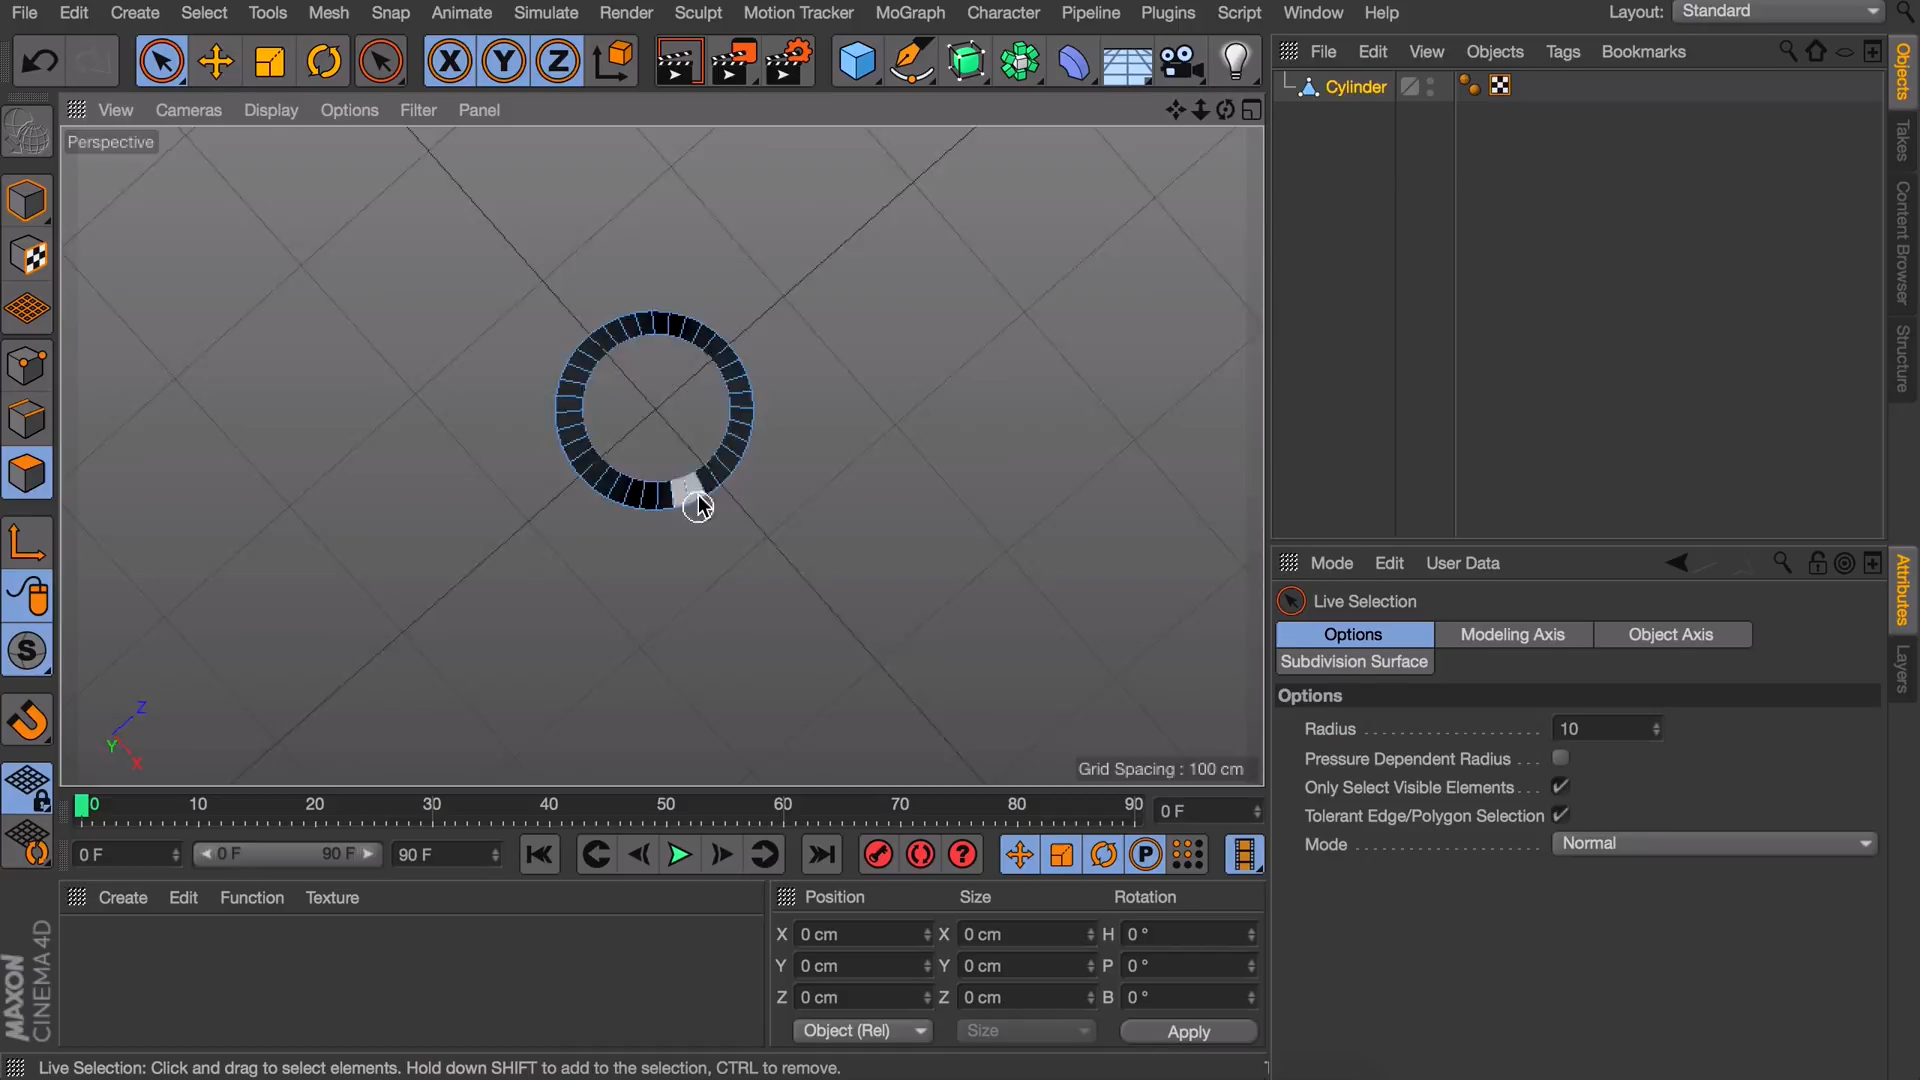 File Edit Create Select Tools Mesh Snap Animate Simulate Render Sculpt Motion Tracker MoGraph Character Pipeline Plugins Script Window Help Layout: Standard
X Y Z
File Edit View Objects Tags Bookmarks
Cylinder
View Cameras Display Options Filter Panel
Perspective
Z
Y
X
Grid Spacing : 100 cm
Objects
Takes
Content Browser
Structure
Mode Edit User Data
Live Selection
Options Modeling Axis Object Axis
Subdivision Surface
Options
Radius 10
Pressure Dependent Radius
Only Select Visible Elements
Tolerant Edge/Polygon Selection
Mode Normal
Attributes
Layers
S
0 10 20 30 40 50 60 70 80 90 0 F
0 F 0 F 90 F 90 F ? P
Create Edit Function Texture
Position Size Rotation
X 0 cm X 0 cm H 0 °
Y 0 cm Y 0 cm P 0 °
Z 0 cm Z 0 cm B 0 °
Object (Rel) Size Apply
MAXON
CINEMA 4D
Live Selection: Click and drag to select elements. Hold down SHIFT to add to the selection, CTRL to remove.